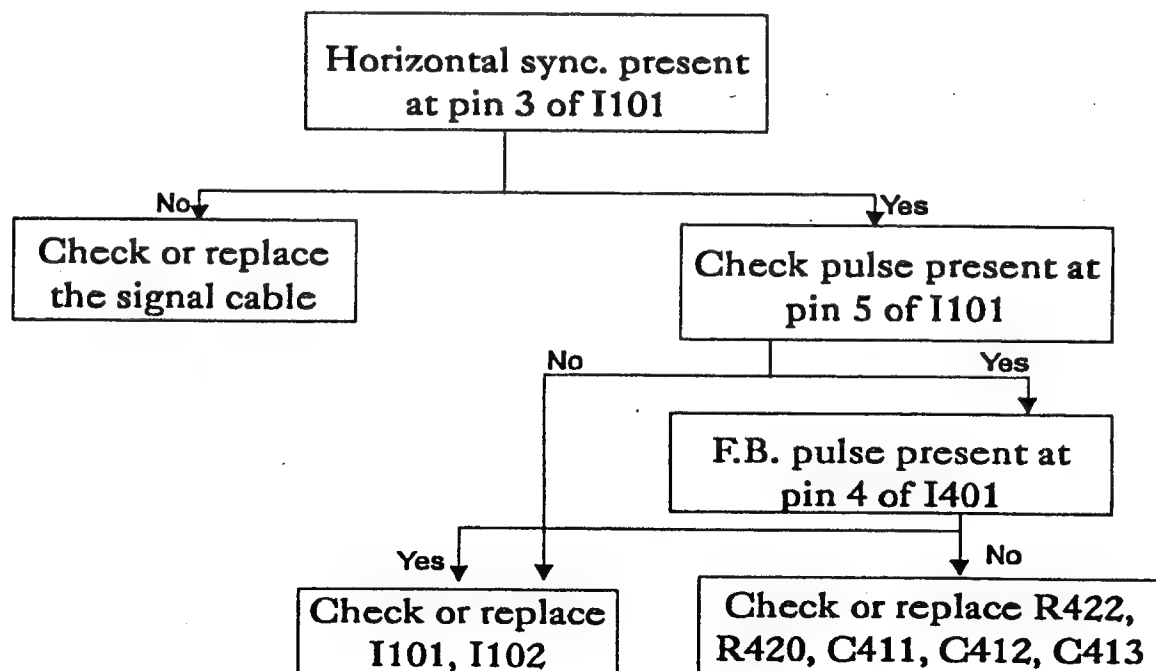 Horizontal sync. present
at pin 3 of I101
No
Yes
Check or replace
the signal cable
Check pulse present at
pin 5 of I101
No
Yes
F.B. pulse present at
pin 4 of I401
Yes
No
Check or replace
I101, I102
Check or replace R422,
R420, C411, C412, C413